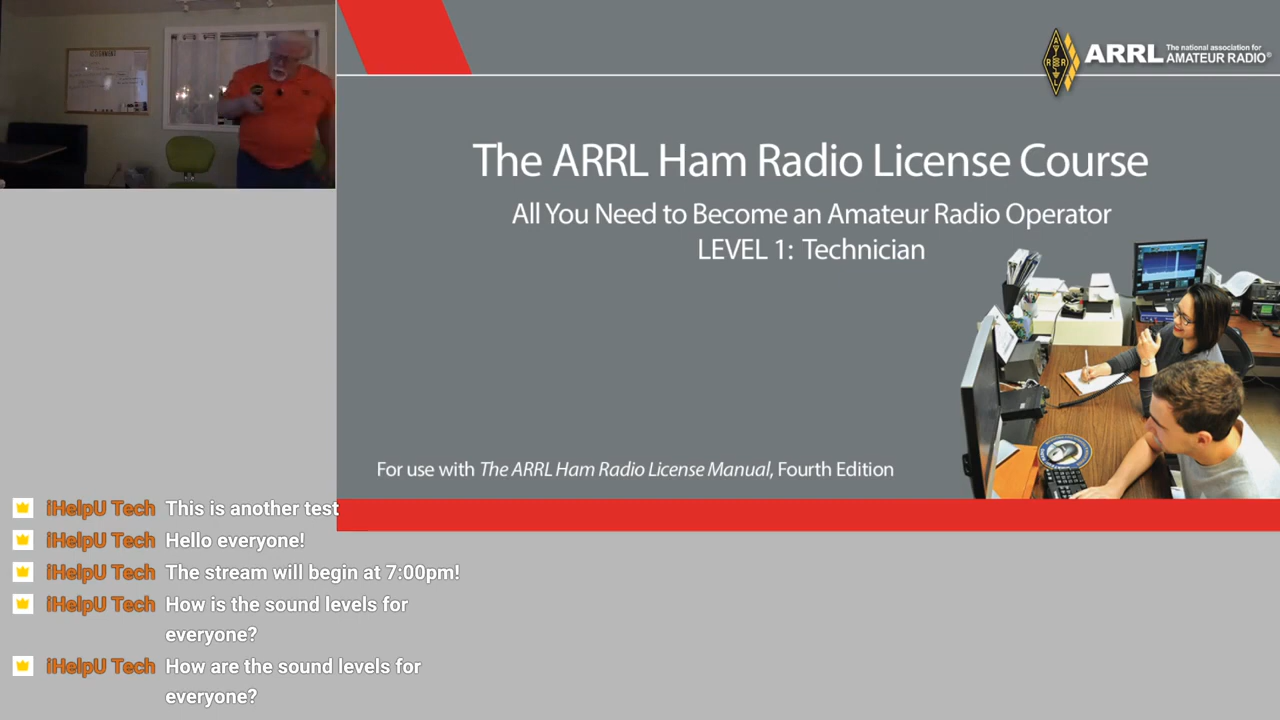 ARRL The national association for
AMATEUR RADIO®
The ARRL Ham Radio License Course
All You Need to Become an Amateur Radio Operator
LEVEL 1: Technician
For use with The ARRL Ham Radio License Manual, Fourth Edition
iHelpU Tech This is another test
iHelpU Tech Hello everyone!
iHelpU Tech The stream will begin at 7:00pm!
iHelpU Tech How is the sound levels for
everyone?
iHelpU Tech How are the sound levels for
everyone?